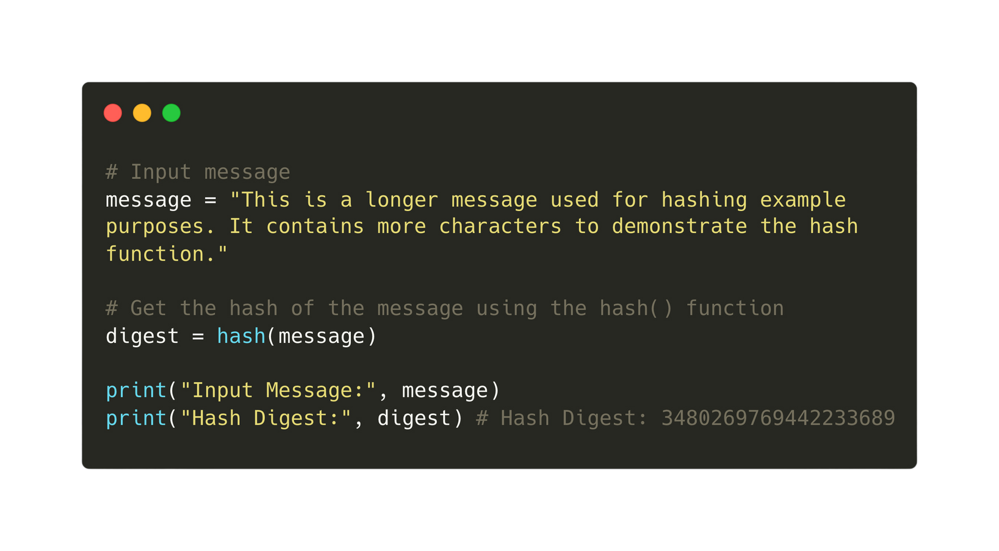 # Input message
message = "This is a longer message used for hashing example
purposes. It contains more characters to demonstrate the hash
function."
# Get the hash of the message using the hash() function
digest = hash(message)
print("Input Message:", message)
print("Hash Digest:", digest) # Hash Digest: 3480269769442233689